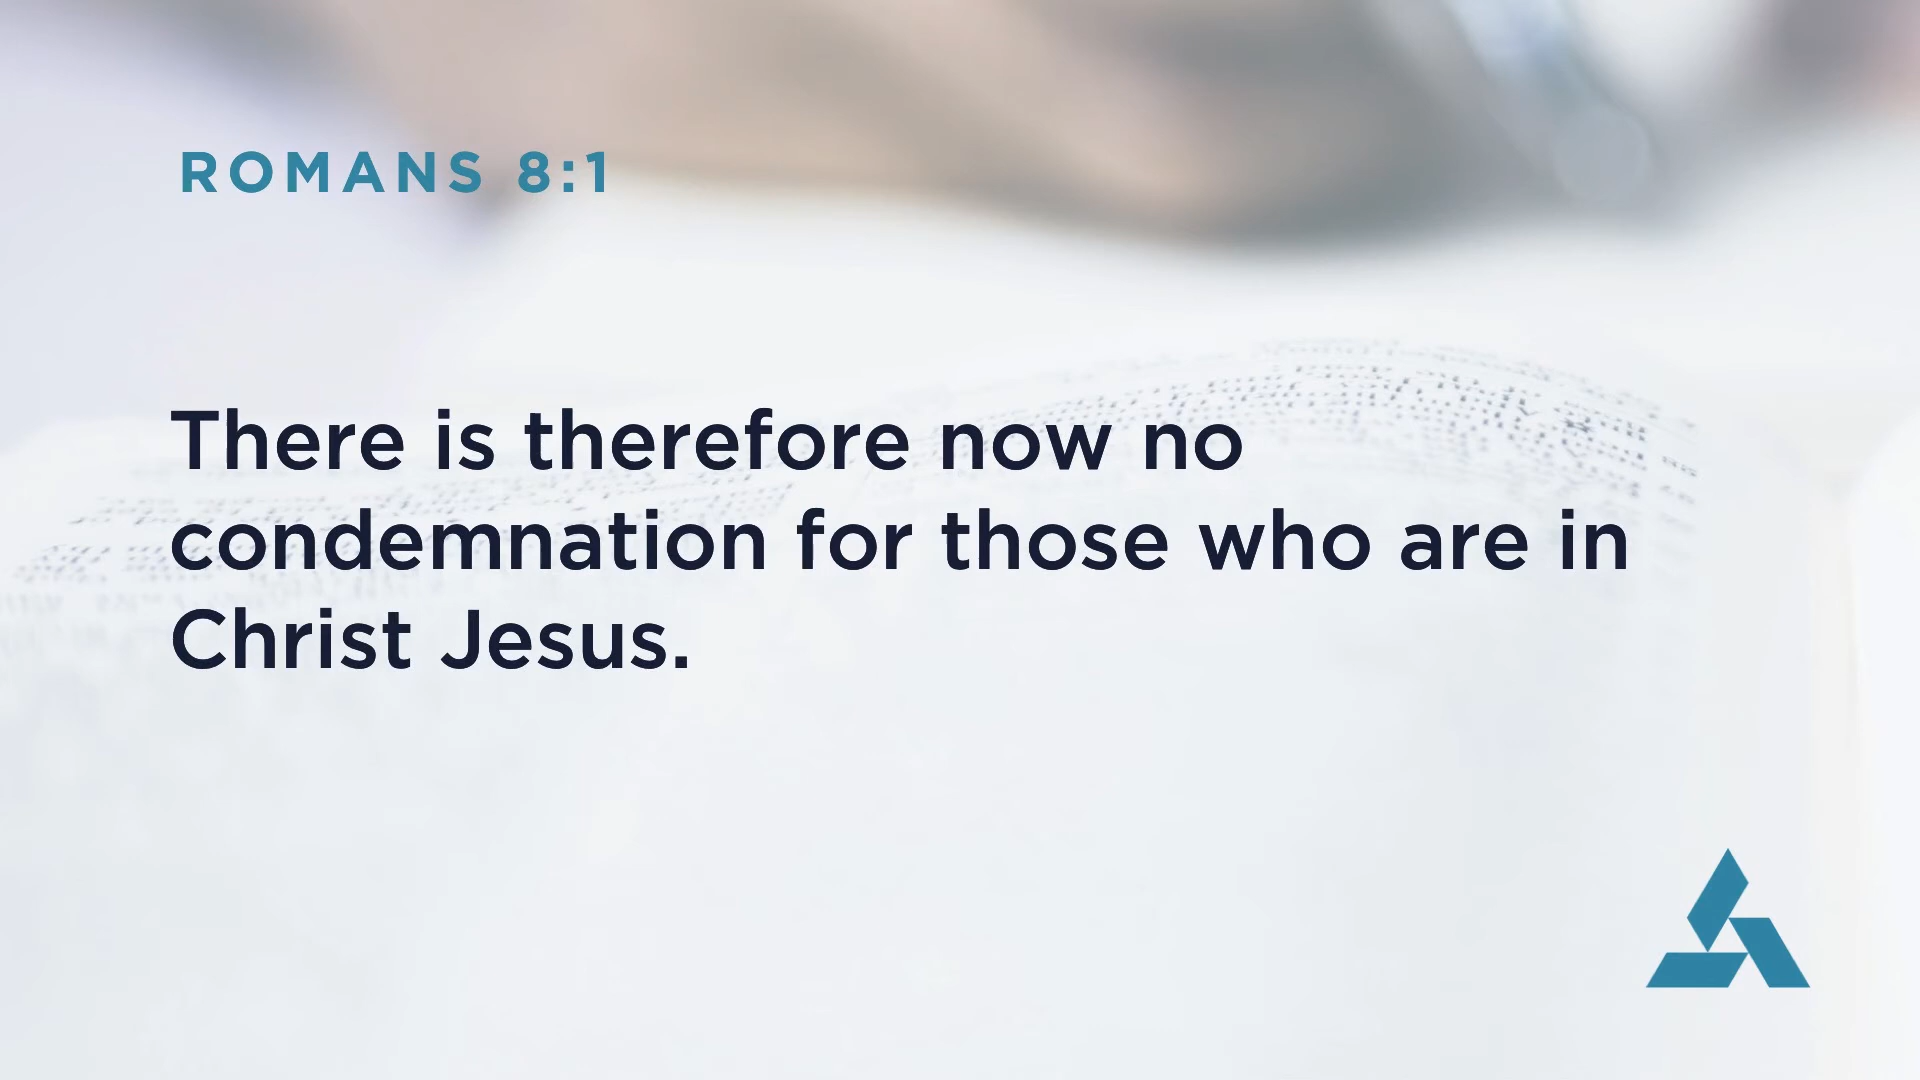 ROMANS 8:1
There is therefore now no
condemnation for those who are in
Christ Jesus.